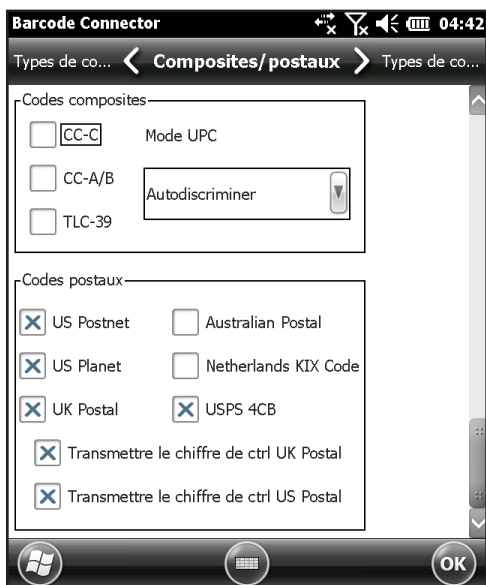 Barcode Connector 04:42
Types de co... Composites/postaux Types de co...
Codes composites
CC-C Mode UPC
CC-A/B
Autodiscriminer
TLC-39
Codes postaux
US Postnet Australian Postal
US Planet Netherlands KIX Code
UK Postal USPS 4CB
Transmettre le chiffre de ctrl UK Postal
Transmettre le chiffre de ctrl US Postal
OK